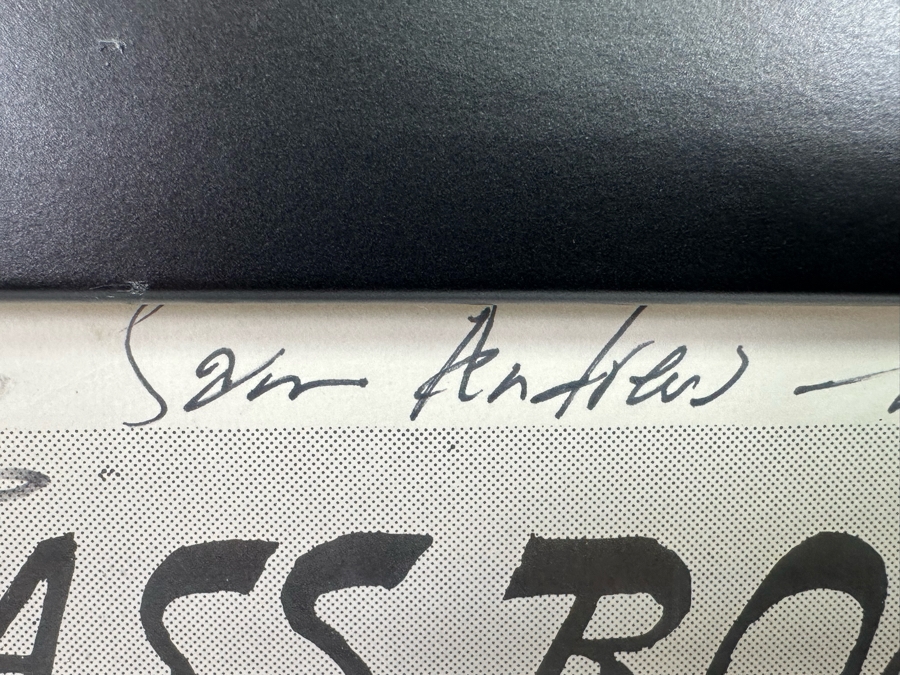 Sam Andrew -
ASS RO